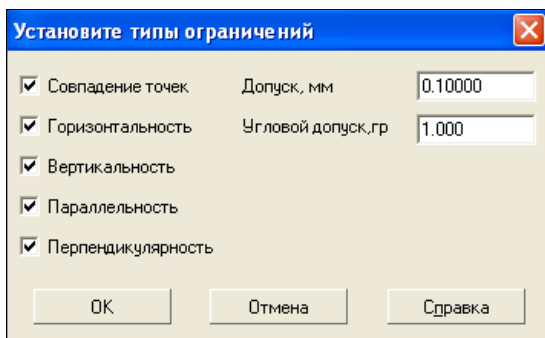 Установите типы ограничений
Совпадение точек Допуск, мм 0.10000
Горизонтальность Угловой допуск,гр 1.000
Вертикальность
Параллельность
Перпендикулярность
ОК Отмена Справка